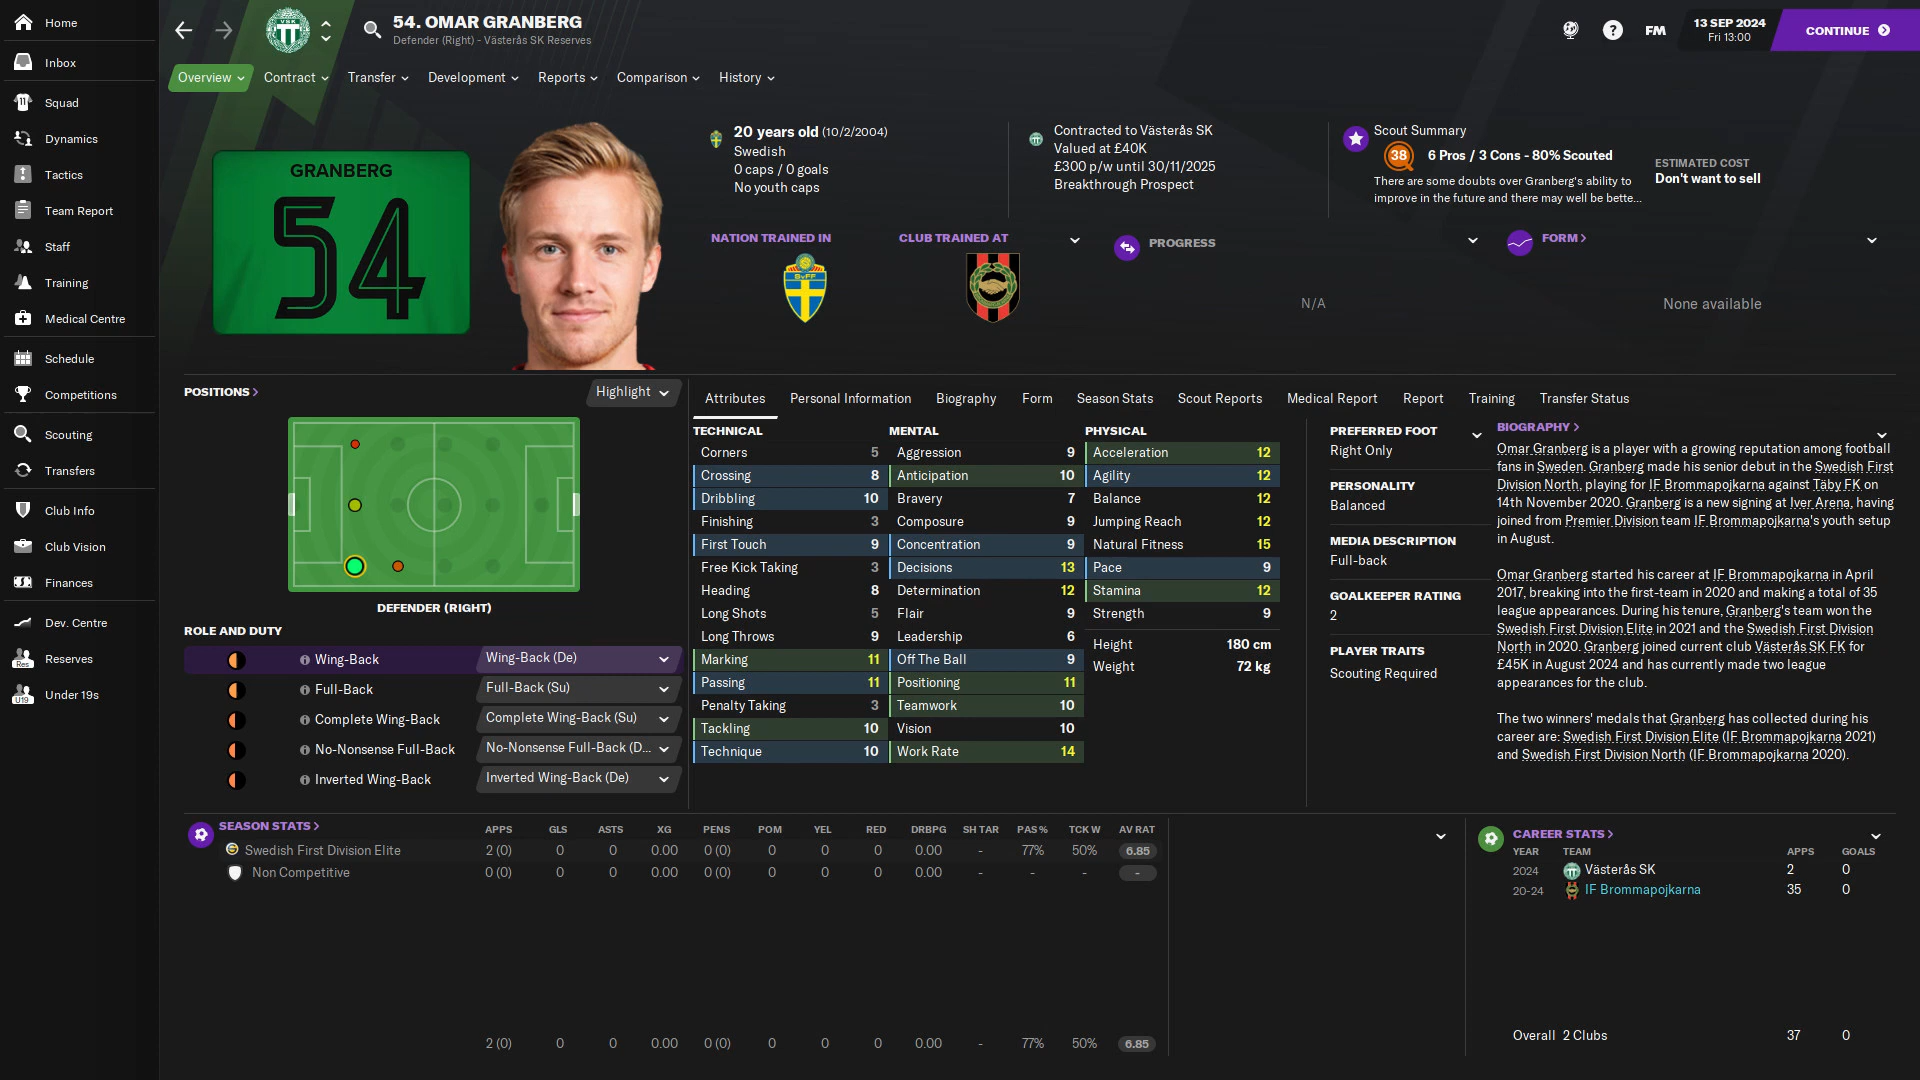 Home
Inbox
Squad
Dynamics
Tactics
Team Report
Staff
Training
Medical Centre
Schedule
Competitions
Scouting
Transfers
Club Info
Club Vision
Finances
Dev. Centre
Res
Reserves
U19
Under 19s
VSK
54. OMAR GRANBERG
Defender (Right) - Västerås SK Reserves
?
FM
13 SEP 2024
Fri 13:00
CONTINUE
Overview Contract Transfer Development Reports Comparison History
GRANBERG
54
20 years old (10/2/2004)
Swedish
0 caps / 0 goals
No youth caps
Contracted to Västerås SK
Valued at £40K
£300 p/w until 30/11/2025
Breakthrough Prospect
Scout Summary
38 6 Pros / 3 Cons - 80% Scouted
There are some doubts over Granberg's ability to
improve in the future and there may well be bette...
ESTIMATED COST
Don't want to sell
NATION TRAINED IN
SvFF
CLUB TRAINED AT
PROGRESS
N/A
FORM
None available
POSITIONS
Highlight
DEFENDER (RIGHT)
ROLE AND DUTY
Wing-Back Wing-Back (De)
Full-Back Full-Back (Su)
Complete Wing-Back Complete Wing-Back (Su)
No-Nonsense Full-Back No-Nonsense Full-Back (D...
Inverted Wing-Back Inverted Wing-Back (De)
Attributes Personal Information Biography Form Season Stats Scout Reports Medical Report Report Training Transfer Status
TECHNICAL
Corners 5
Crossing 8
Dribbling 10
Finishing 3
First Touch 9
Free Kick Taking 3
Heading 8
Long Shots 5
Long Throws 9
Marking 11
Passing 11
Penalty Taking 3
Tackling 10
Technique 10
MENTAL
Aggression 9
Anticipation 10
Bravery 7
Composure 9
Concentration 9
Decisions 13
Determination 12
Flair 9
Leadership 6
Off The Ball 9
Positioning 11
Teamwork 10
Vision 10
Work Rate 14
PHYSICAL
Acceleration 12
Agility 12
Balance 12
Jumping Reach 12
Natural Fitness 15
Pace 9
Stamina 12
Strength 9
Height 180 cm
Weight 72 kg
PREFERRED FOOT
Right Only
PERSONALITY
Balanced
MEDIA DESCRIPTION
Full-back
GOALKEEPER RATING
2
PLAYER TRAITS
Scouting Required
BIOGRAPHY
Omar Granberg is a player with a growing reputation among football
fans in Sweden. Granberg made his senior debut in the Swedish First
Division North, playing for IF Brommapojkarna against Täby FK on
14th November 2020. Granberg is a new signing at Iver Arena, having
joined from Premier Division team IF Brommapojkarna's youth setup
in August.
Omar Granberg started his career at IF Brommapojkarna in April
2017, breaking into the first-team in 2020 and making a total of 35
league appearances. During his tenure, Granberg's team won the
Swedish First Division Elite in 2021 and the Swedish First Division
North in 2020. Granberg joined current club Västerås SK FK for
£45K in August 2024 and has currently made two league
appearances for the club.
The two winners' medals that Granberg has collected during his
career are: Swedish First Division Elite (IF Brommapojkarna 2021)
and Swedish First Division North (IF Brommapojkarna 2020).
SEASON STATS APPS GLS ASTS XG PENS POM YEL RED DRBPG SH TAR PAS % TCK W AV RAT
Swedish First Division Elite 2 (0) 0 0 0.00 0 (0) 0 0 0 0.00 - 77% 50% 6.85
Non Competitive 0 (0) 0 0 0.00 0 (0) 0 0 0 0.00 - - - -
2 (0) 0 0 0.00 0 (0) 0 0 0 0.00 - 77% 50% 6.85
CAREER STATS
YEAR TEAM APPS GOALS
2024 Västerås SK 2 0
20-24 IF Brommapojkarna 35 0
Overall 2 Clubs 37 0